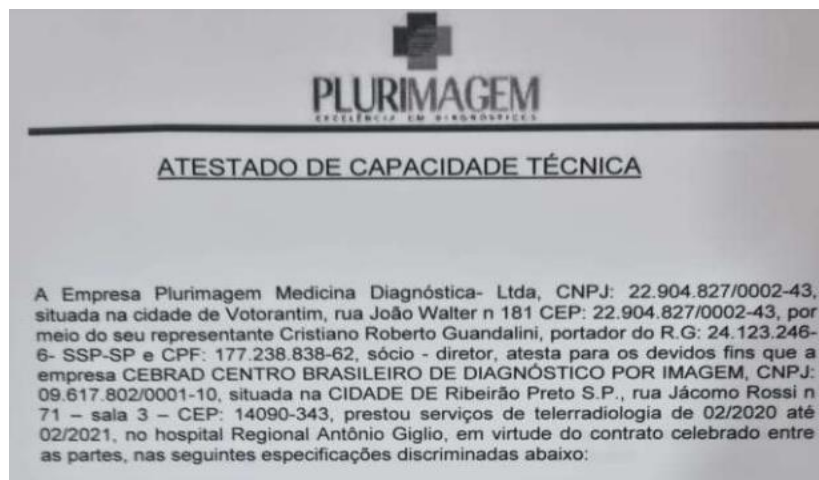 PLURIMAGEM
EXCELÊNCIA EM DIAGNÓSTICOS
ATESTADO DE CAPACIDADE TÉCNICA
A Empresa Plurimagem Medicina Diagnóstica- Ltda, CNPJ: 22.904.827/0002-43,
situada na cidade de Votorantim, rua João Walter n 181 CEP: 22.904.827/0002-43, por
meio do seu representante Cristiano Roberto Guandalini, portador do R.G: 24.123.246-
6- SSP-SP e CPF: 177.238.838-62, sócio - diretor, atesta para os devidos fins que a
empresa CEBRAD CENTRO BRASILEIRO DE DIAGNÓSTICO POR IMAGEM, CNPJ:
09.617.802/0001-10, situada na CIDADE DE Ribeirão Preto S.P., rua Jácomo Rossi n
71 – sala 3 – CEP: 14090-343, prestou serviços de telerradiologia de 02/2020 até
02/2021, no hospital Regional Antônio Giglio, em virtude do contrato celebrado entre
as partes, nas seguintes especificações discriminadas abaixo: